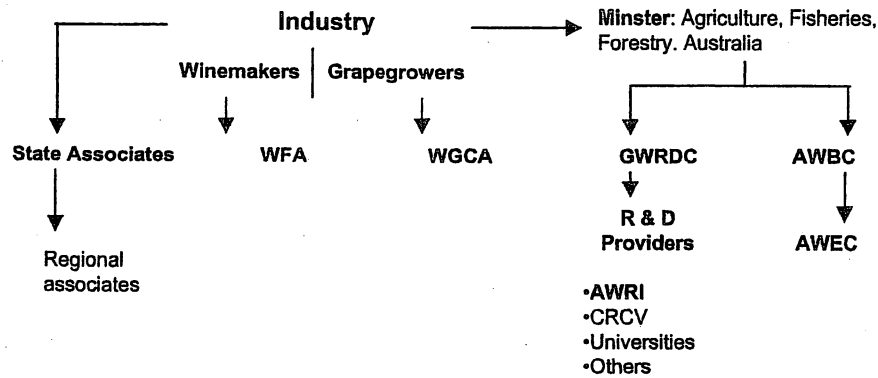 Industry
Minster: Agriculture, Fisheries,
Forestry. Australia
Winemakers Grapegrowers
State Associates WFA WGCA GWRDC AWBC
R & D
Providers
AWEC
Regional
associates
•AWRI
•CRCV
•Universities
•Others